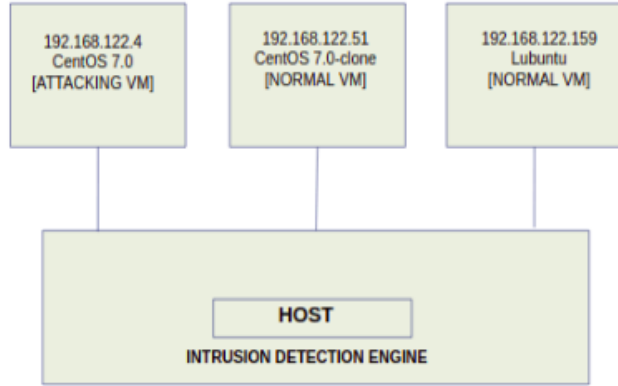 192.168.122.4
CentOS 7.0
[ATTACKING VM]
192.168.122.51
CentOS 7.0-clone
[NORMAL VM]
192.168.122.159
Lubuntu
[NORMAL VM]
HOST
INTRUSION DETECTION ENGINE